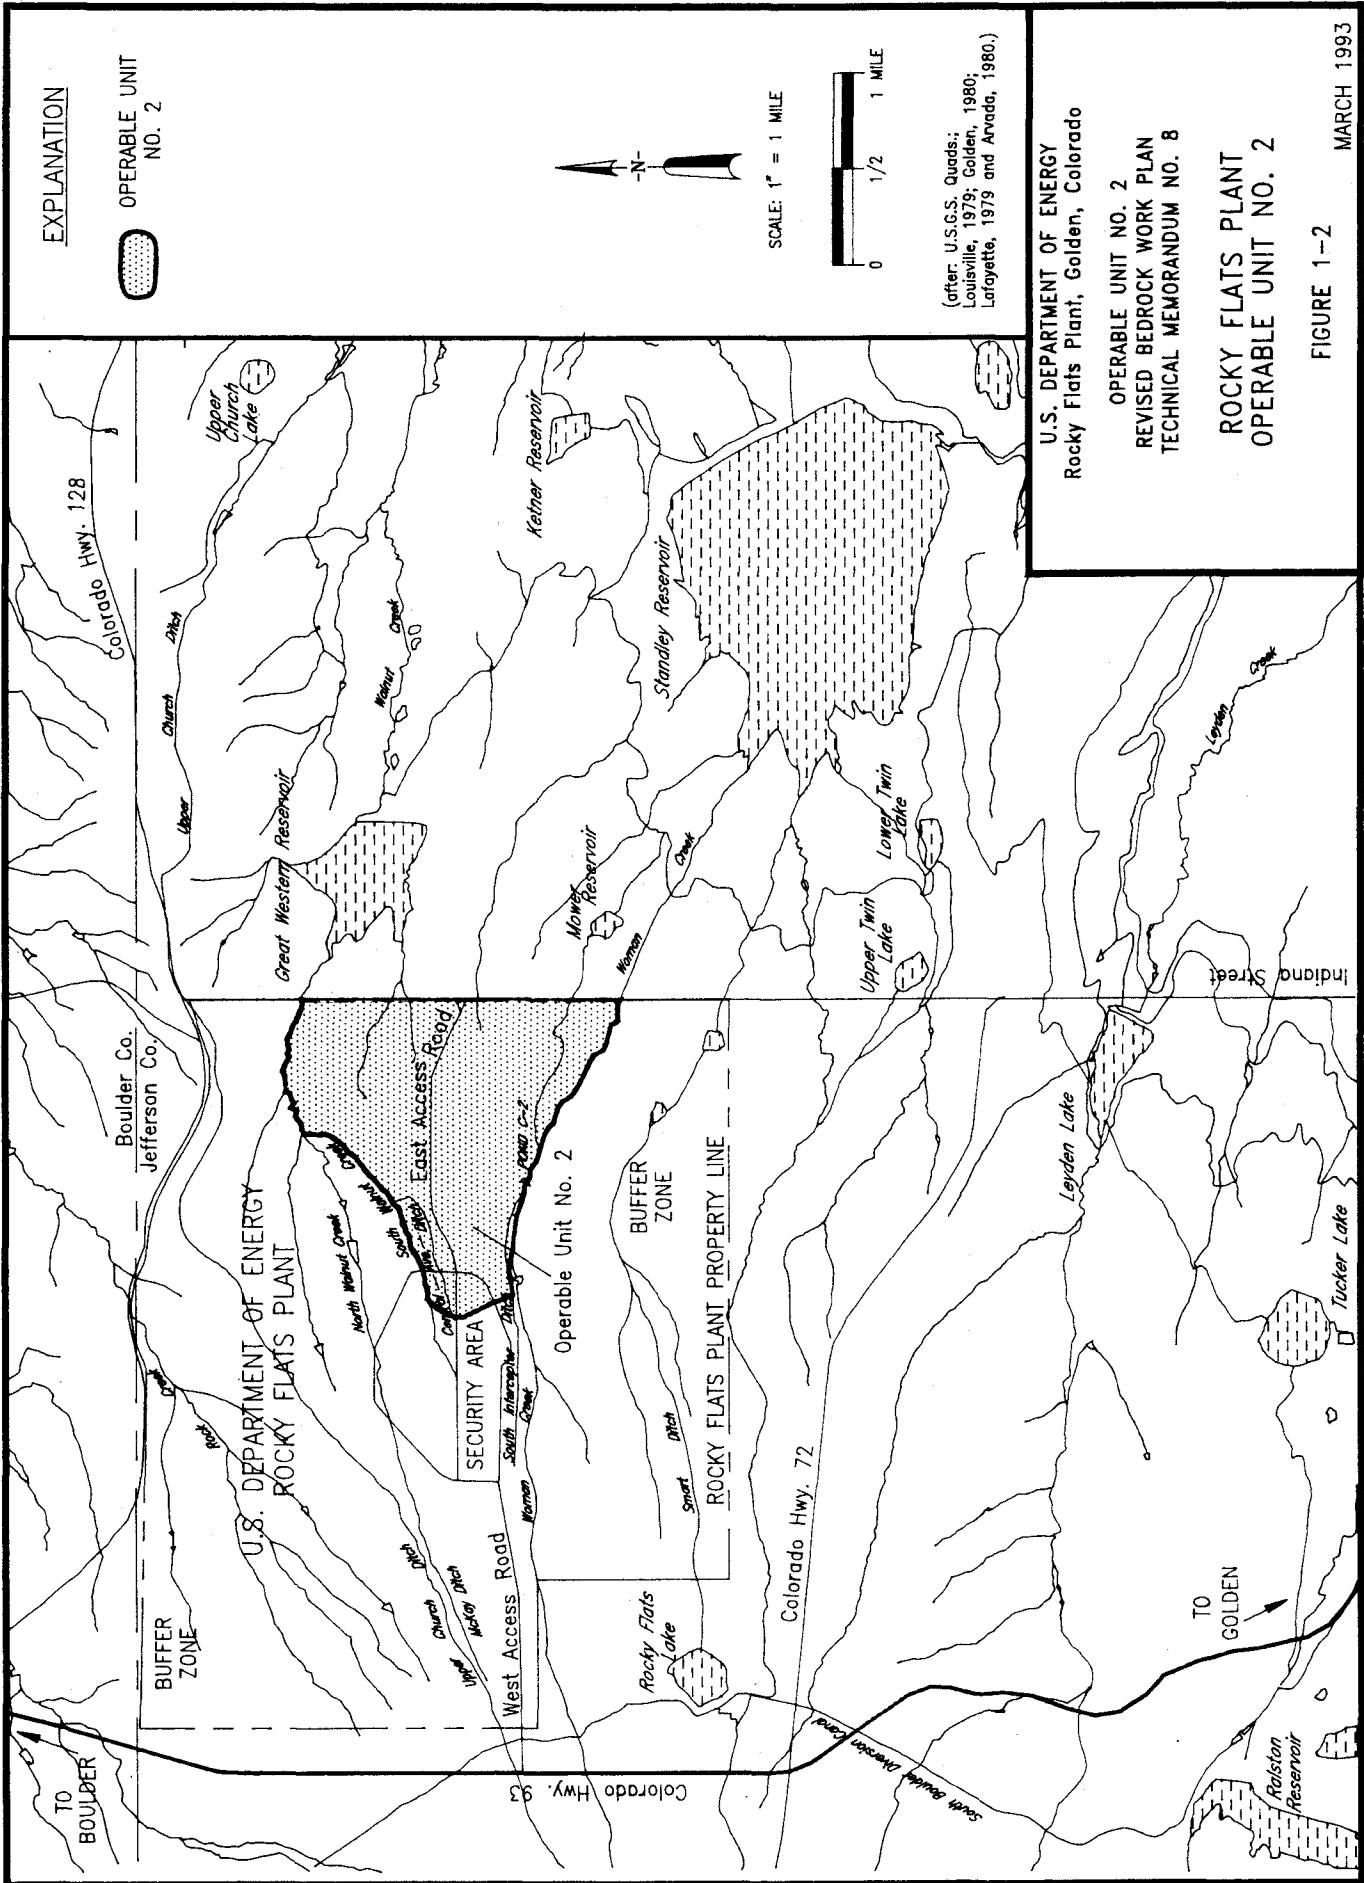 TO
BOULDER
BUFFER
ZONE
Boulder Co.
Jefferson Co.
Colorado Hwy. 128
Upper
Church
Ditch
Upper
Church
Lake
Rock
Creek
U.S. DEPARTMENT OF ENERGY
ROCKY FLATS PLANT
Great Western Reservoir
Walnut
Creek
North Walnut Creek
South
Walnut
Creek
Upper
Church
Ditch
McKay Ditch
Central
Ave.
Ditch
East Access Road
SECURITY AREA
West Access Road
South
Interceptor
Ditch
POND C-2
Woman
Creek
Operable Unit No. 2
Mower
Reservoir
Ketner Reservoir
Woman
Creek
Standley Reservoir
Colorado Hwy. 93
Rocky Flats
Lake
Smart
Ditch
BUFFER
ZONE
ROCKY FLATS PLANT PROPERTY LINE
Colorado Hwy. 72
Upper Twin
Lake
Lower Twin
Lake
South Boulder Diversion Canal
Leyden Lake
Leyden
Creek
Indiana Street
TO
GOLDEN
Ralston
Reservoir
Tucker Lake
EXPLANATION
OPERABLE UNIT
NO. 2
-N-
SCALE: 1" = 1 MILE
0
1/2
1 MILE
(after: U.S.G.S. Quads.;
Louisville, 1979; Golden, 1980;
Lafayette, 1979 and Arvada, 1980.)
U.S. DEPARTMENT OF ENERGY
Rocky Flats Plant, Golden, Colorado
OPERABLE UNIT NO. 2
REVISED BEDROCK WORK PLAN
TECHNICAL MEMORANDUM NO. 8
ROCKY FLATS PLANT
OPERABLE UNIT NO. 2
FIGURE 1-2
MARCH 1993